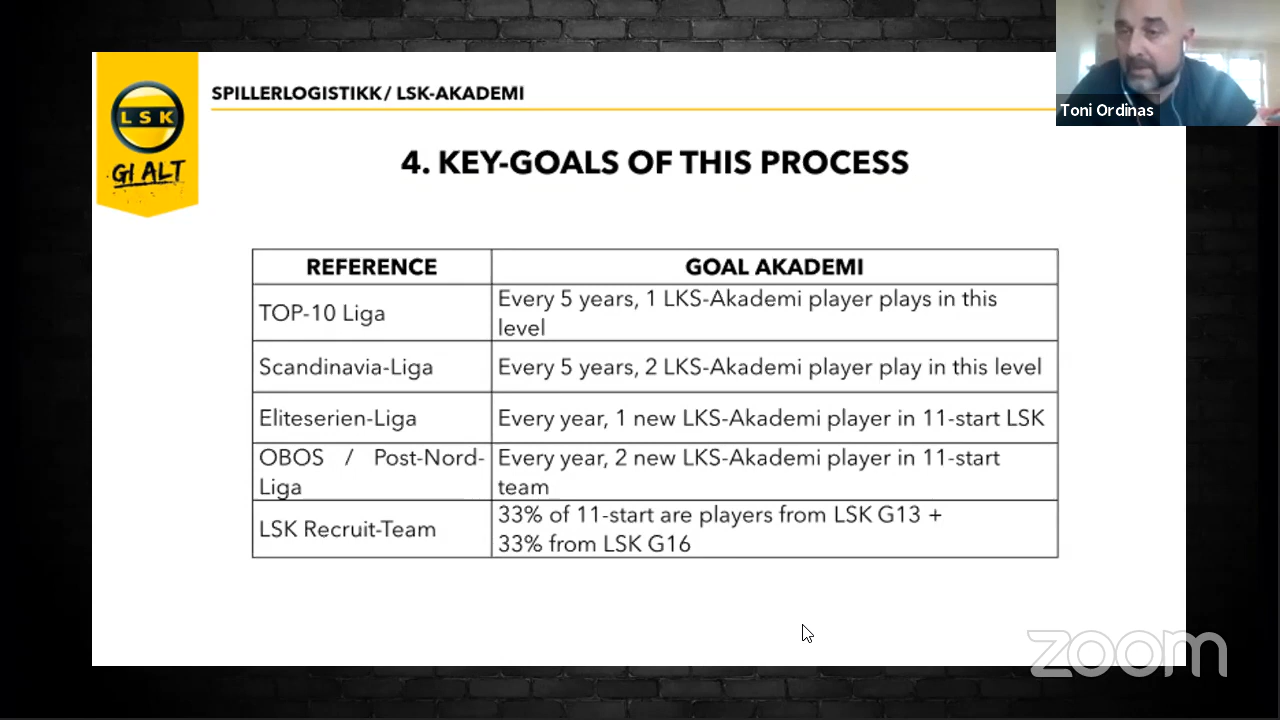 SPILLERLOGISTIKK/ LSK-AKADEMI
LSK
GI ALT
Toni Ordinas
4. KEY-GOALS OF THIS PROCESS
REFERENCE
GOAL AKADEMI
TOP-10 Liga
Every 5 years, 1 LKS-Akademi player plays in this
level
Scandinavia-Liga
Every 5 years, 2 LKS-Akademi player play in this level
Eliteserien-Liga
Every year, 1 new LKS-Akademi player in 11-start LSK
OBOS / Post-Nord-
Liga
Every year, 2 new LKS-Akademi player in 11-start
team
LSK Recruit-Team
33% of 11-start are players from LSK G13 +
33% from LSK G16
zoom